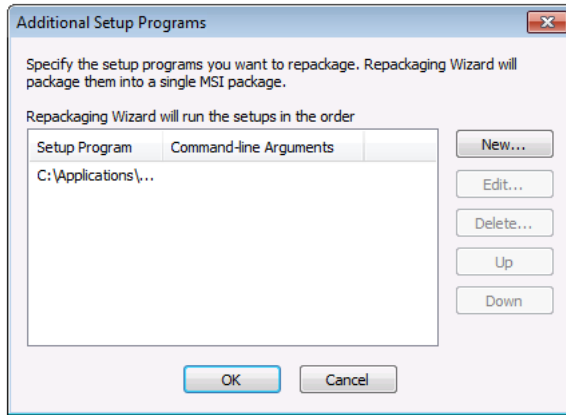 Additional Setup Programs
Specify the setup programs you want to repackage. Repackaging Wizard will
package them into a single MSI package.
Repackaging Wizard will run the setups in the order
Setup Program Command-line Arguments
C:\Applications\...
New...
Edit...
Delete...
Up
Down
OK Cancel